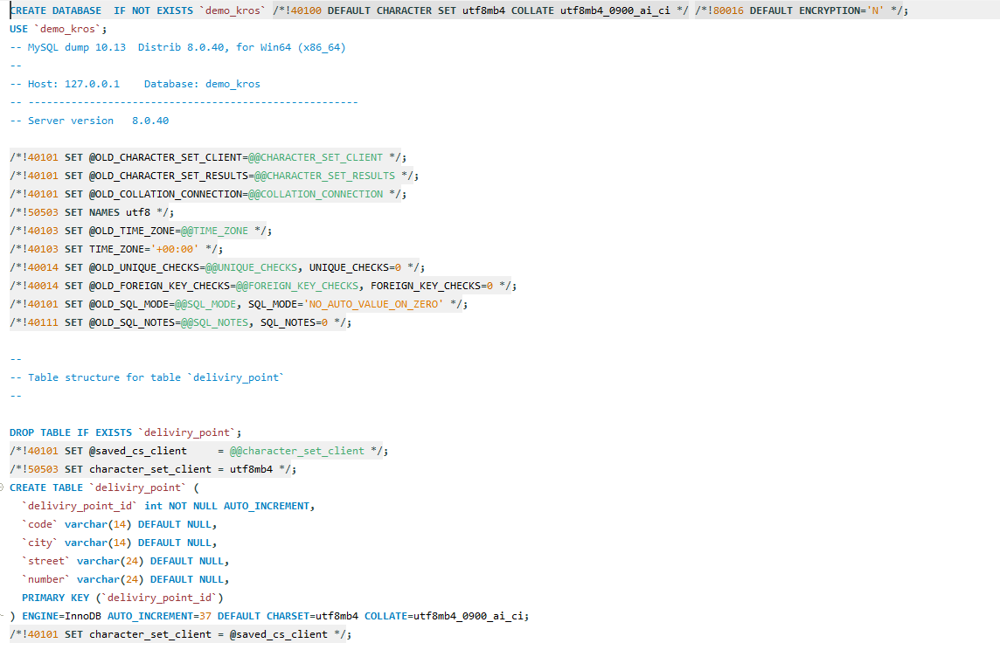 CREATE DATABASE  IF NOT EXISTS `demo_kros` /*!40100 DEFAULT CHARACTER SET utf8mb4 COLLATE utf8mb4_0900_ai_ci */ /*!80016 DEFAULT ENCRYPTION='N' */;
USE `demo_kros`;
-- MySQL dump 10.13  Distrib 8.0.40, for Win64 (x86_64)
--
-- Host: 127.0.0.1    Database: demo_kros
-- ------------------------------------------------------
-- Server version   8.0.40
/*!40101 SET @OLD_CHARACTER_SET_CLIENT=@@CHARACTER_SET_CLIENT */;
/*!40101 SET @OLD_CHARACTER_SET_RESULTS=@@CHARACTER_SET_RESULTS */;
/*!40101 SET @OLD_COLLATION_CONNECTION=@@COLLATION_CONNECTION */;
/*!50503 SET NAMES utf8 */;
/*!40103 SET @OLD_TIME_ZONE=@@TIME_ZONE */;
/*!40103 SET TIME_ZONE='+00:00' */;
/*!40014 SET @OLD_UNIQUE_CHECKS=@@UNIQUE_CHECKS, UNIQUE_CHECKS=0 */;
/*!40014 SET @OLD_FOREIGN_KEY_CHECKS=@@FOREIGN_KEY_CHECKS, FOREIGN_KEY_CHECKS=0 */;
/*!40101 SET @OLD_SQL_MODE=@@SQL_MODE, SQL_MODE='NO_AUTO_VALUE_ON_ZERO' */;
/*!40111 SET @OLD_SQL_NOTES=@@SQL_NOTES, SQL_NOTES=0 */;
--
-- Table structure for table `deliviry_point`
--
DROP TABLE IF EXISTS `deliviry_point`;
/*!40101 SET @saved_cs_client     = @@character_set_client */;
/*!50503 SET character_set_client = utf8mb4 */;
CREATE TABLE `deliviry_point` (
  `deliviry_point_id` int NOT NULL AUTO_INCREMENT,
  `code` varchar(14) DEFAULT NULL,
  `city` varchar(14) DEFAULT NULL,
  `street` varchar(24) DEFAULT NULL,
  `number` varchar(24) DEFAULT NULL,
  PRIMARY KEY (`deliviry_point_id`)
) ENGINE=InnoDB AUTO_INCREMENT=37 DEFAULT CHARSET=utf8mb4 COLLATE=utf8mb4_0900_ai_ci;
/*!40101 SET character_set_client = @saved_cs_client */;